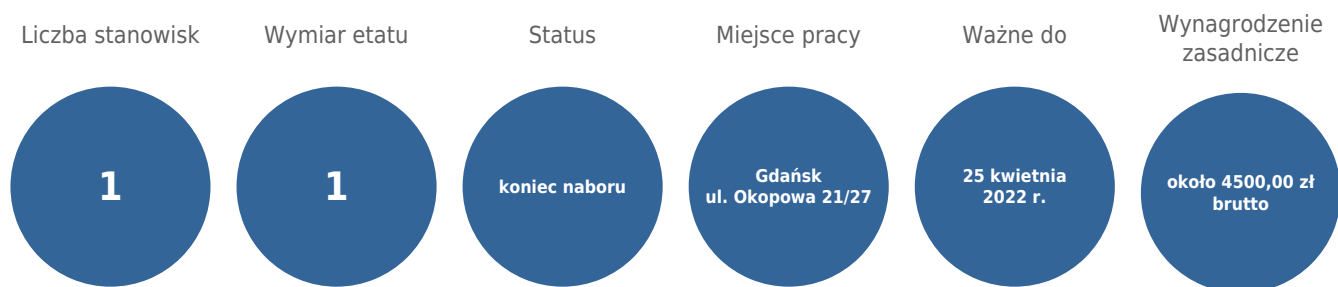 Liczba stanowisk
Wymiar etatu
Status
Miejsce pracy
Ważne do
Wynagrodzenie
zasadnicze
1
1
koniec naboru
Gdańsk
ul. Okopowa 21/27
25 kwietnia
2022 r.
około 4500,00 zł
brutto